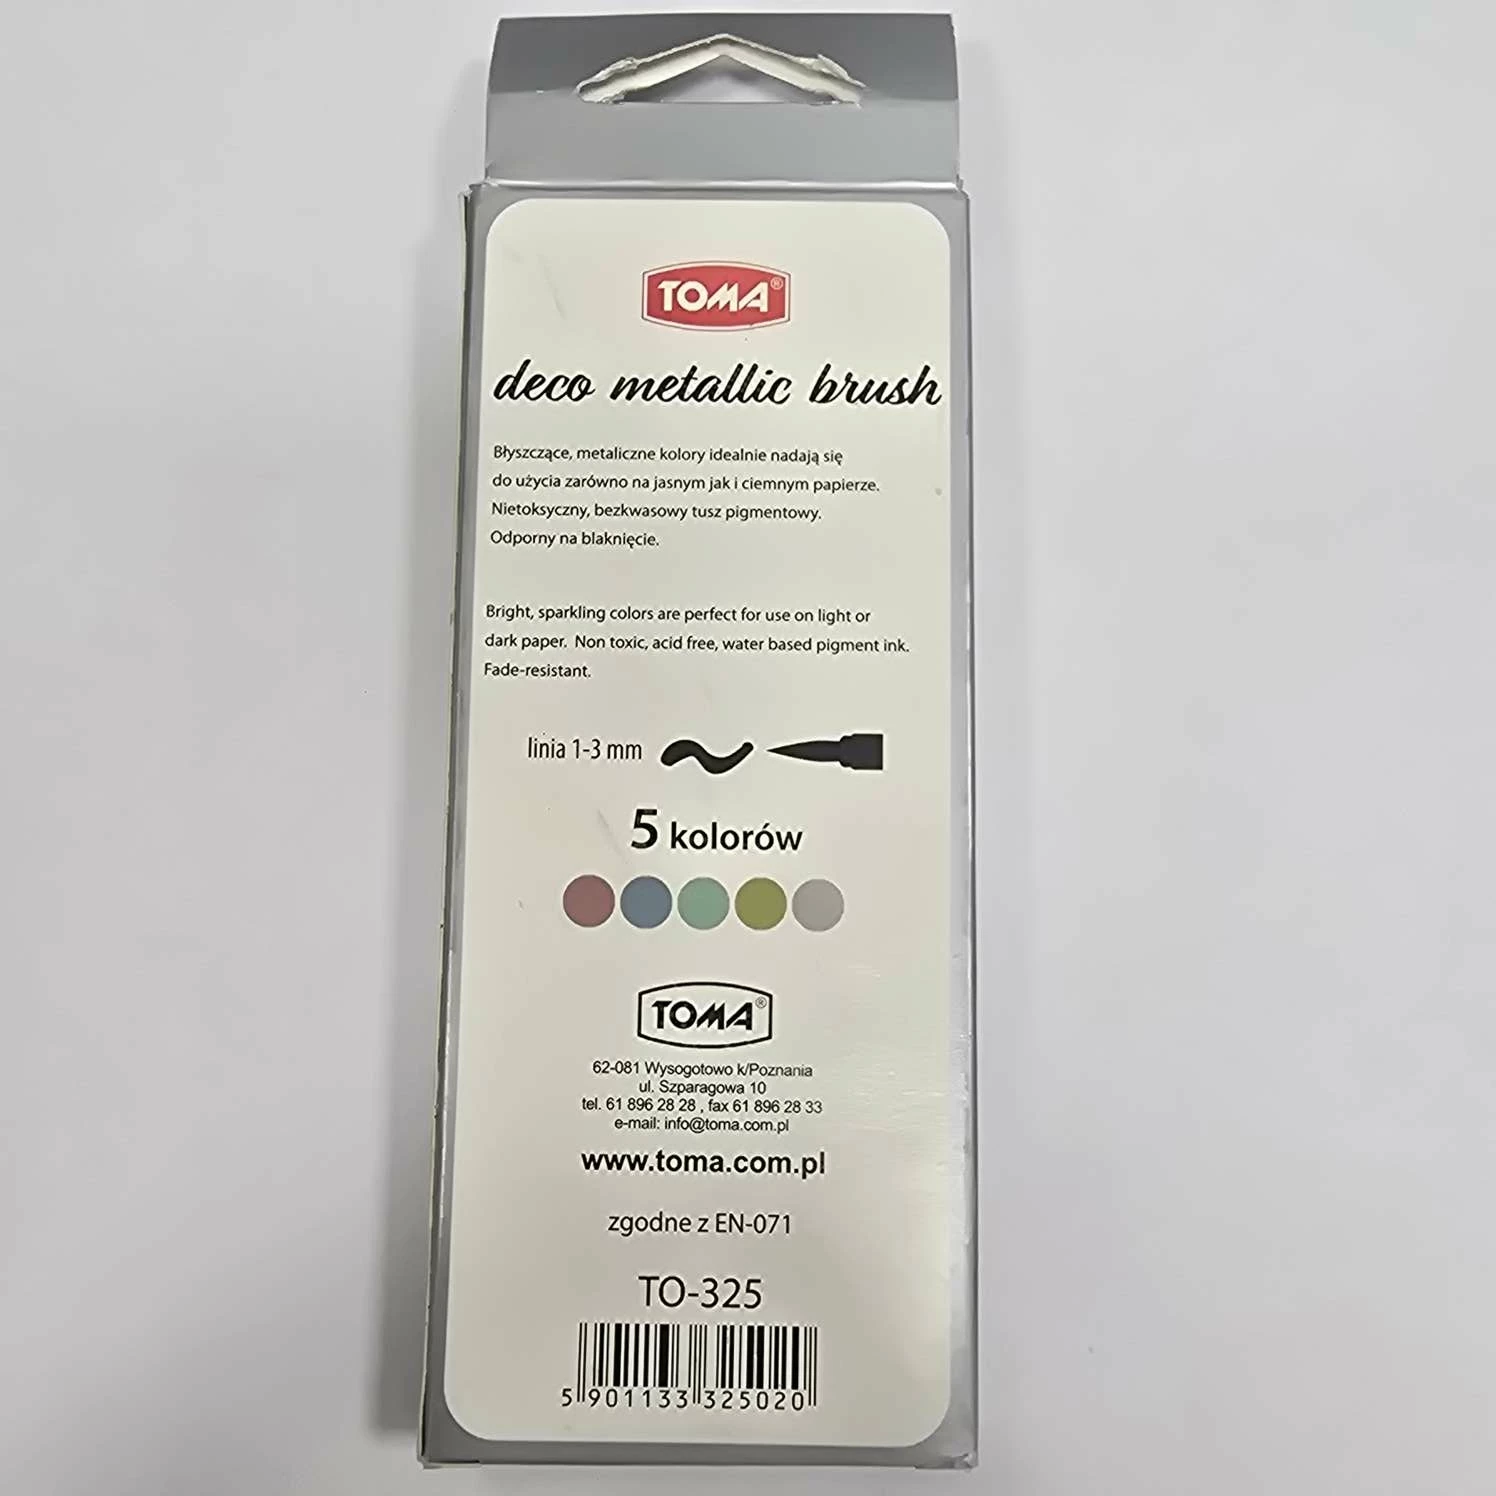 TOMA®
deco metallic brush
Błyszczące, metaliczne kolory idealnie nadają się
do użycia zarówno na jasnym jak i ciemnym papierze.
Nietoksyczny, bezkwasowy tusz pigmentowy.
Odporny na blaknięcie.
Bright, sparkling colors are perfect for use on light or
dark paper. Non toxic, acid free, water based pigment ink.
Fade-resistant.
linia 1-3 mm
5 kolorów
TOMA®
62-081 Wysogotowo k/Poznania
ul. Szparagowa 10
tel. 61 896 28 28 , fax 61 896 28 33
e-mail: info@toma.com.pl
www.toma.com.pl
zgodne z EN-071
TO-325
5 901133 325020